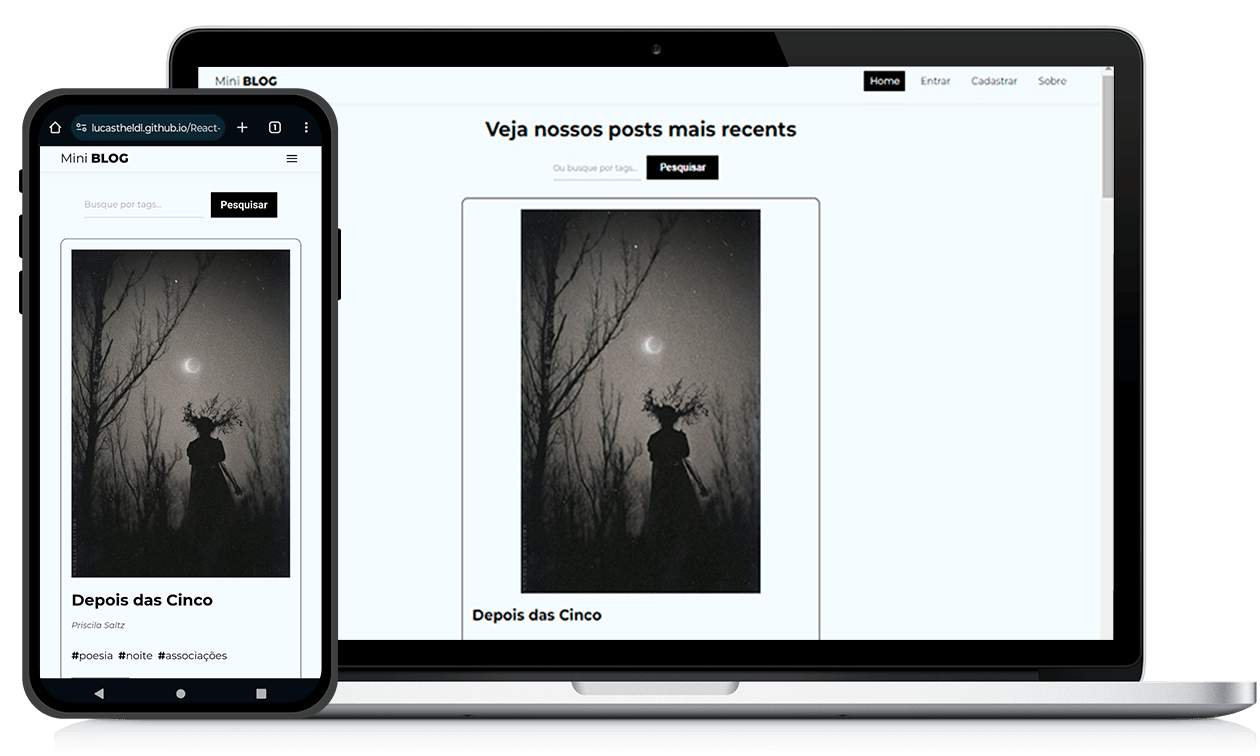 Mini BLOG
Home Entrar Cadastrar Sobre
Veja nossos posts mais recents
Ou busque por tags...
Pesquisar
Depois das Cinco
lucastheldl.github.io/React-
1
Mini BLOG
Busque por tags...
Pesquisar
Depois das Cinco
Priscila Saltz
#poesia #noite #associações